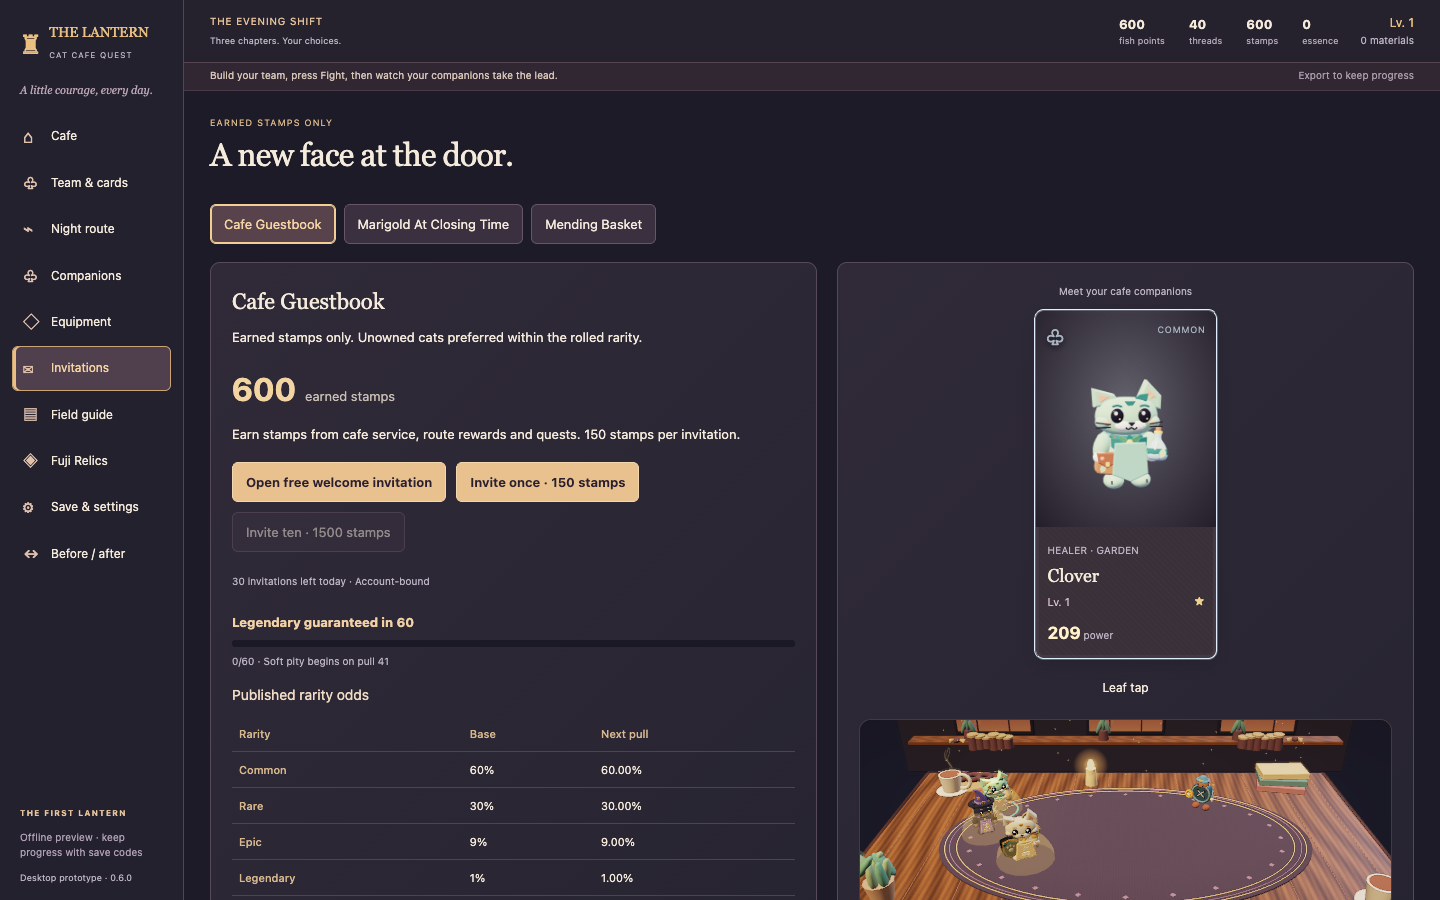 THE LANTERN
CAT CAFE QUEST
A little courage, every day.
Cafe
Team & cards
Night route
Companions
Equipment
Invitations
Field guide
Fuji Relics
Save & settings
Before / after
THE FIRST LANTERN
Offline preview · keep
progress with save codes
Desktop prototype · 0.6.0
THE EVENING SHIFT
Three chapters. Your choices.
600 fish points
40 threads
600 stamps
0 essence
Lv. 1
0 materials
Build your team, press Fight, then watch your companions take the lead.
Export to keep progress
EARNED STAMPS ONLY
A new face at the door.
Cafe Guestbook
Marigold At Closing Time
Mending Basket
Cafe Guestbook
Earned stamps only. Unowned cats preferred within the rolled rarity.
600 earned stamps
Earn stamps from cafe service, route rewards and quests. 150 stamps per invitation.
Open free welcome invitation
Invite once · 150 stamps
Invite ten · 1500 stamps
30 invitations left today · Account-bound
Legendary guaranteed in 60
0/60 · Soft pity begins on pull 41
Published rarity odds
Rarity Base Next pull
Common 60% 60.00%
Rare 30% 30.00%
Epic 9% 9.00%
Legendary 1% 1.00%
Meet your cafe companions
COMMON
HEALER · GARDEN
Clover
Lv. 1
209 power
Leaf tap